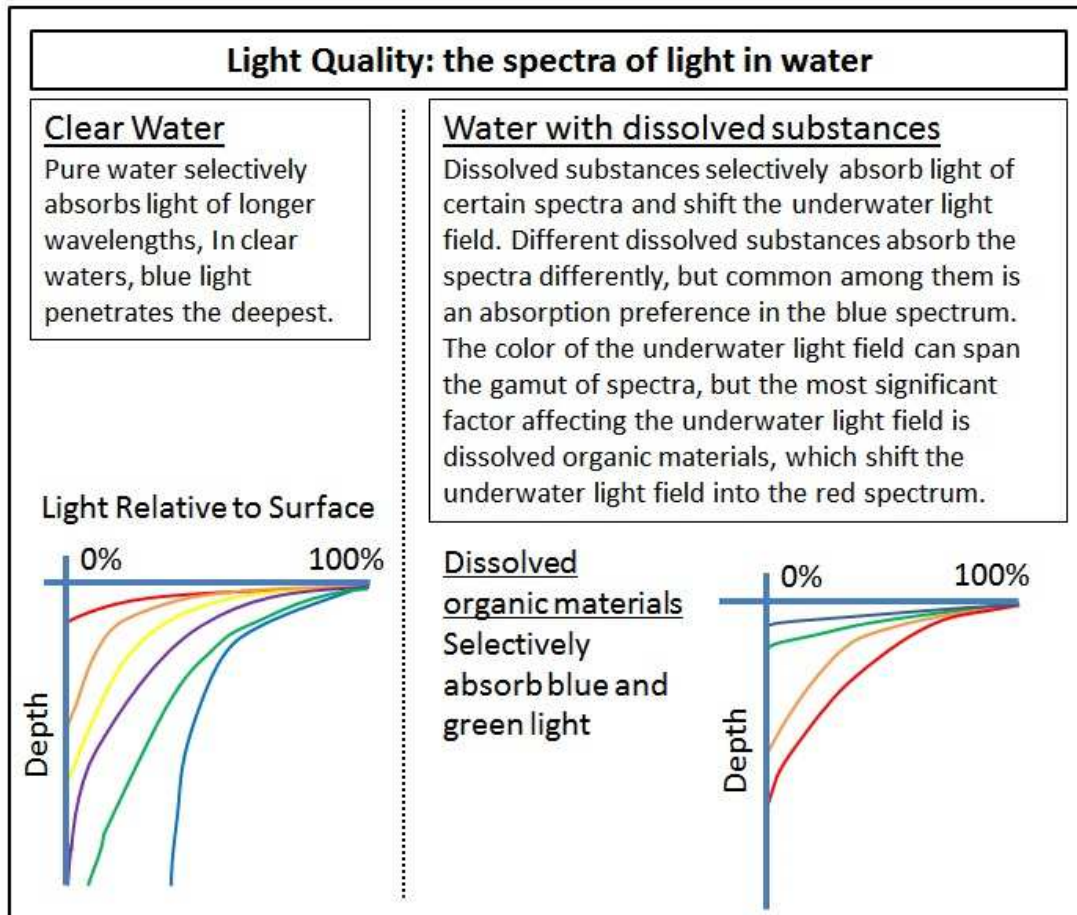 Light Quality: the spectra of light in water
Clear Water
Pure water selectively
absorbs light of longer
wavelengths, In clear
waters, blue light
penetrates the deepest.
Light Relative to Surface
0% 100%
Depth
Water with dissolved substances
Dissolved substances selectively absorb light of
certain spectra and shift the underwater light
field. Different dissolved substances absorb the
spectra differently, but common among them is
an absorption preference in the blue spectrum.
The color of the underwater light field can span
the gamut of spectra, but the most significant
factor affecting the underwater light field is
dissolved organic materials, which shift the
underwater light field into the red spectrum.
Dissolved
organic materials
Selectively
absorb blue and
green light
0% 100%
Depth